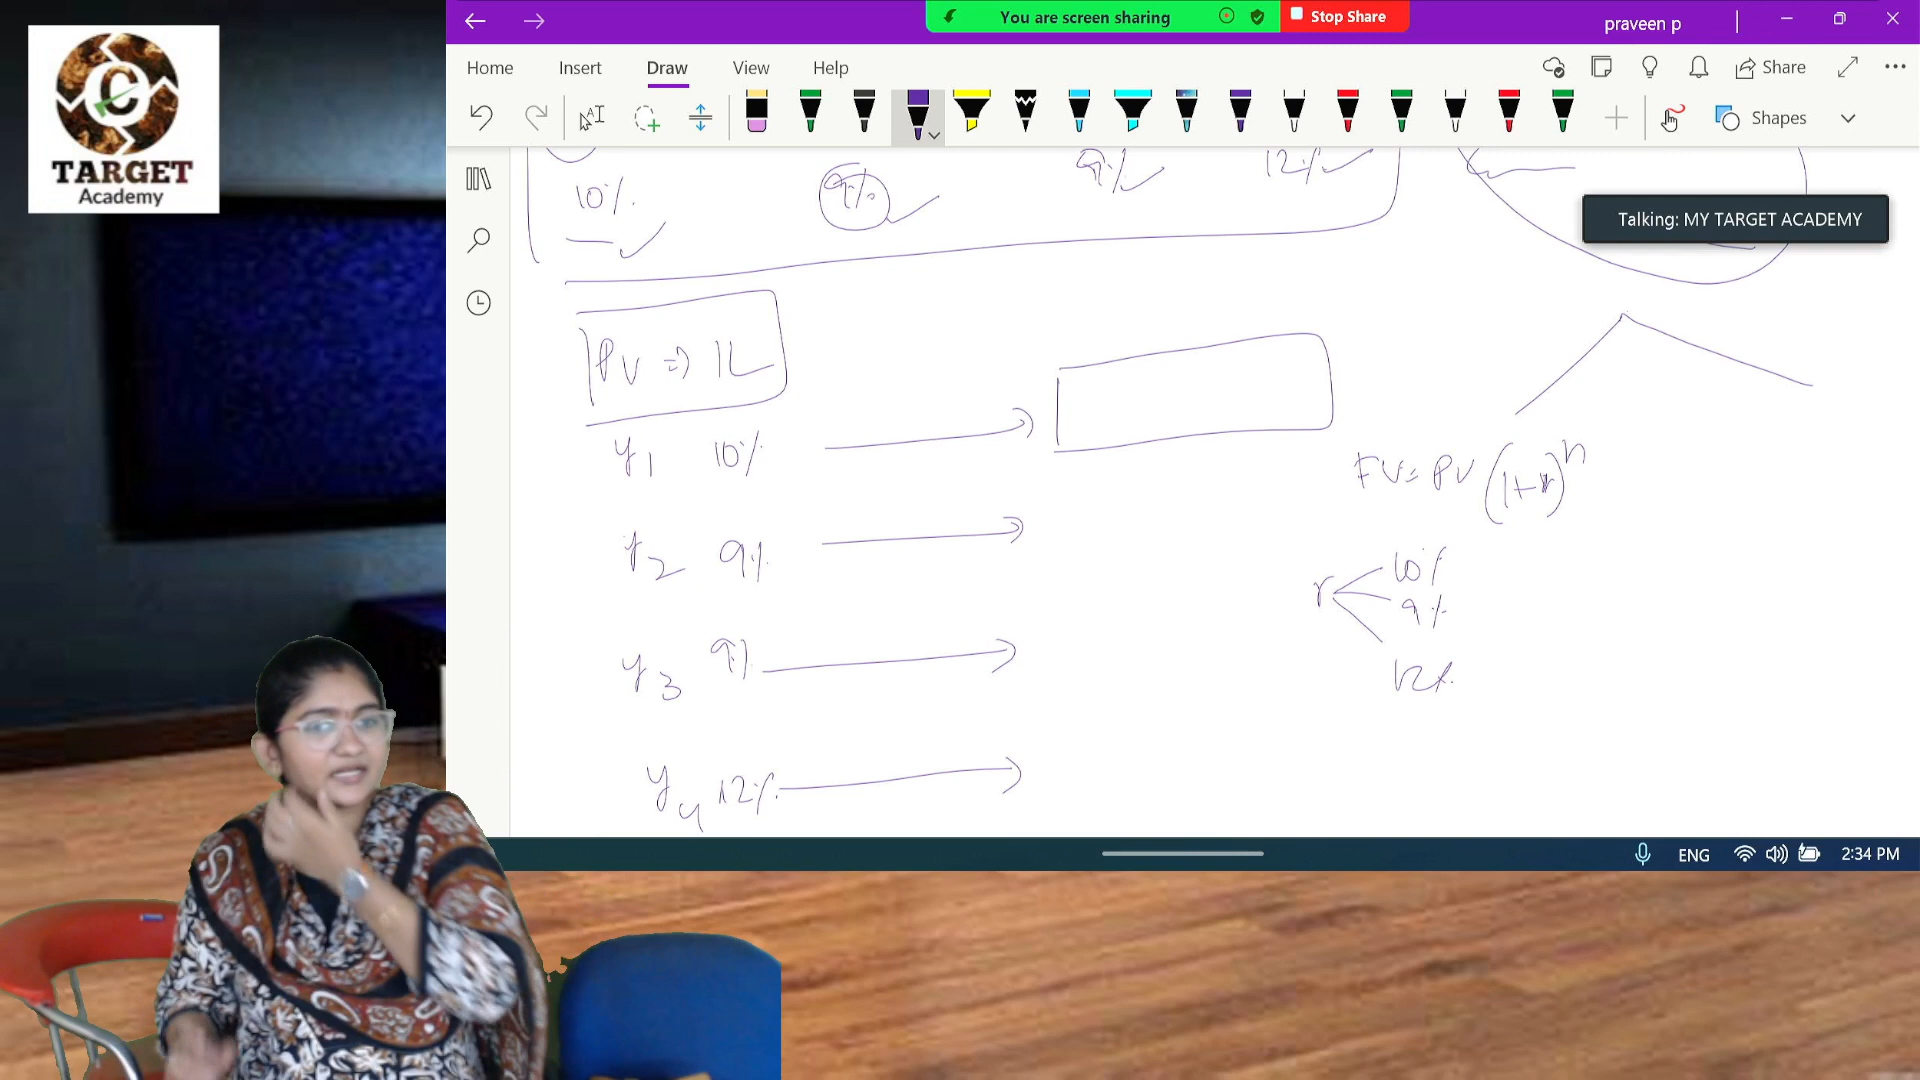 TARGET
Academy
You are screen sharing
Stop Share
praveen p
Home Insert Draw View Help
Share
Shapes
10% 9% 9% 12%
Talking: MY TARGET ACADEMY
PV => 1L
y1 10%
FV = PV (1+r)^n
y2 9%
r 10%
9%
12%
y3 9%
y4 12%
ENG 2:34 PM